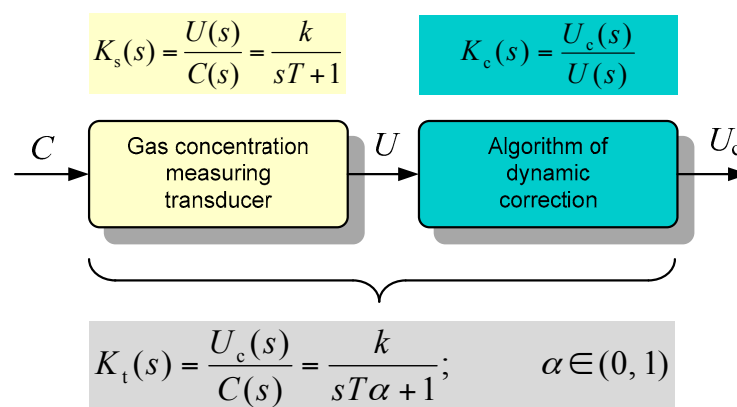 K_s(s) = U(s)/C(s) = k/(sT + 1)
K_c(s) = U_c(s)/U(s)
C
Gas concentration
measuring
transducer
U
Algorithm of
dynamic
correction
U_c
K_t(s) = U_c(s)/C(s) = k/(sTα + 1); α ∈ (0, 1)